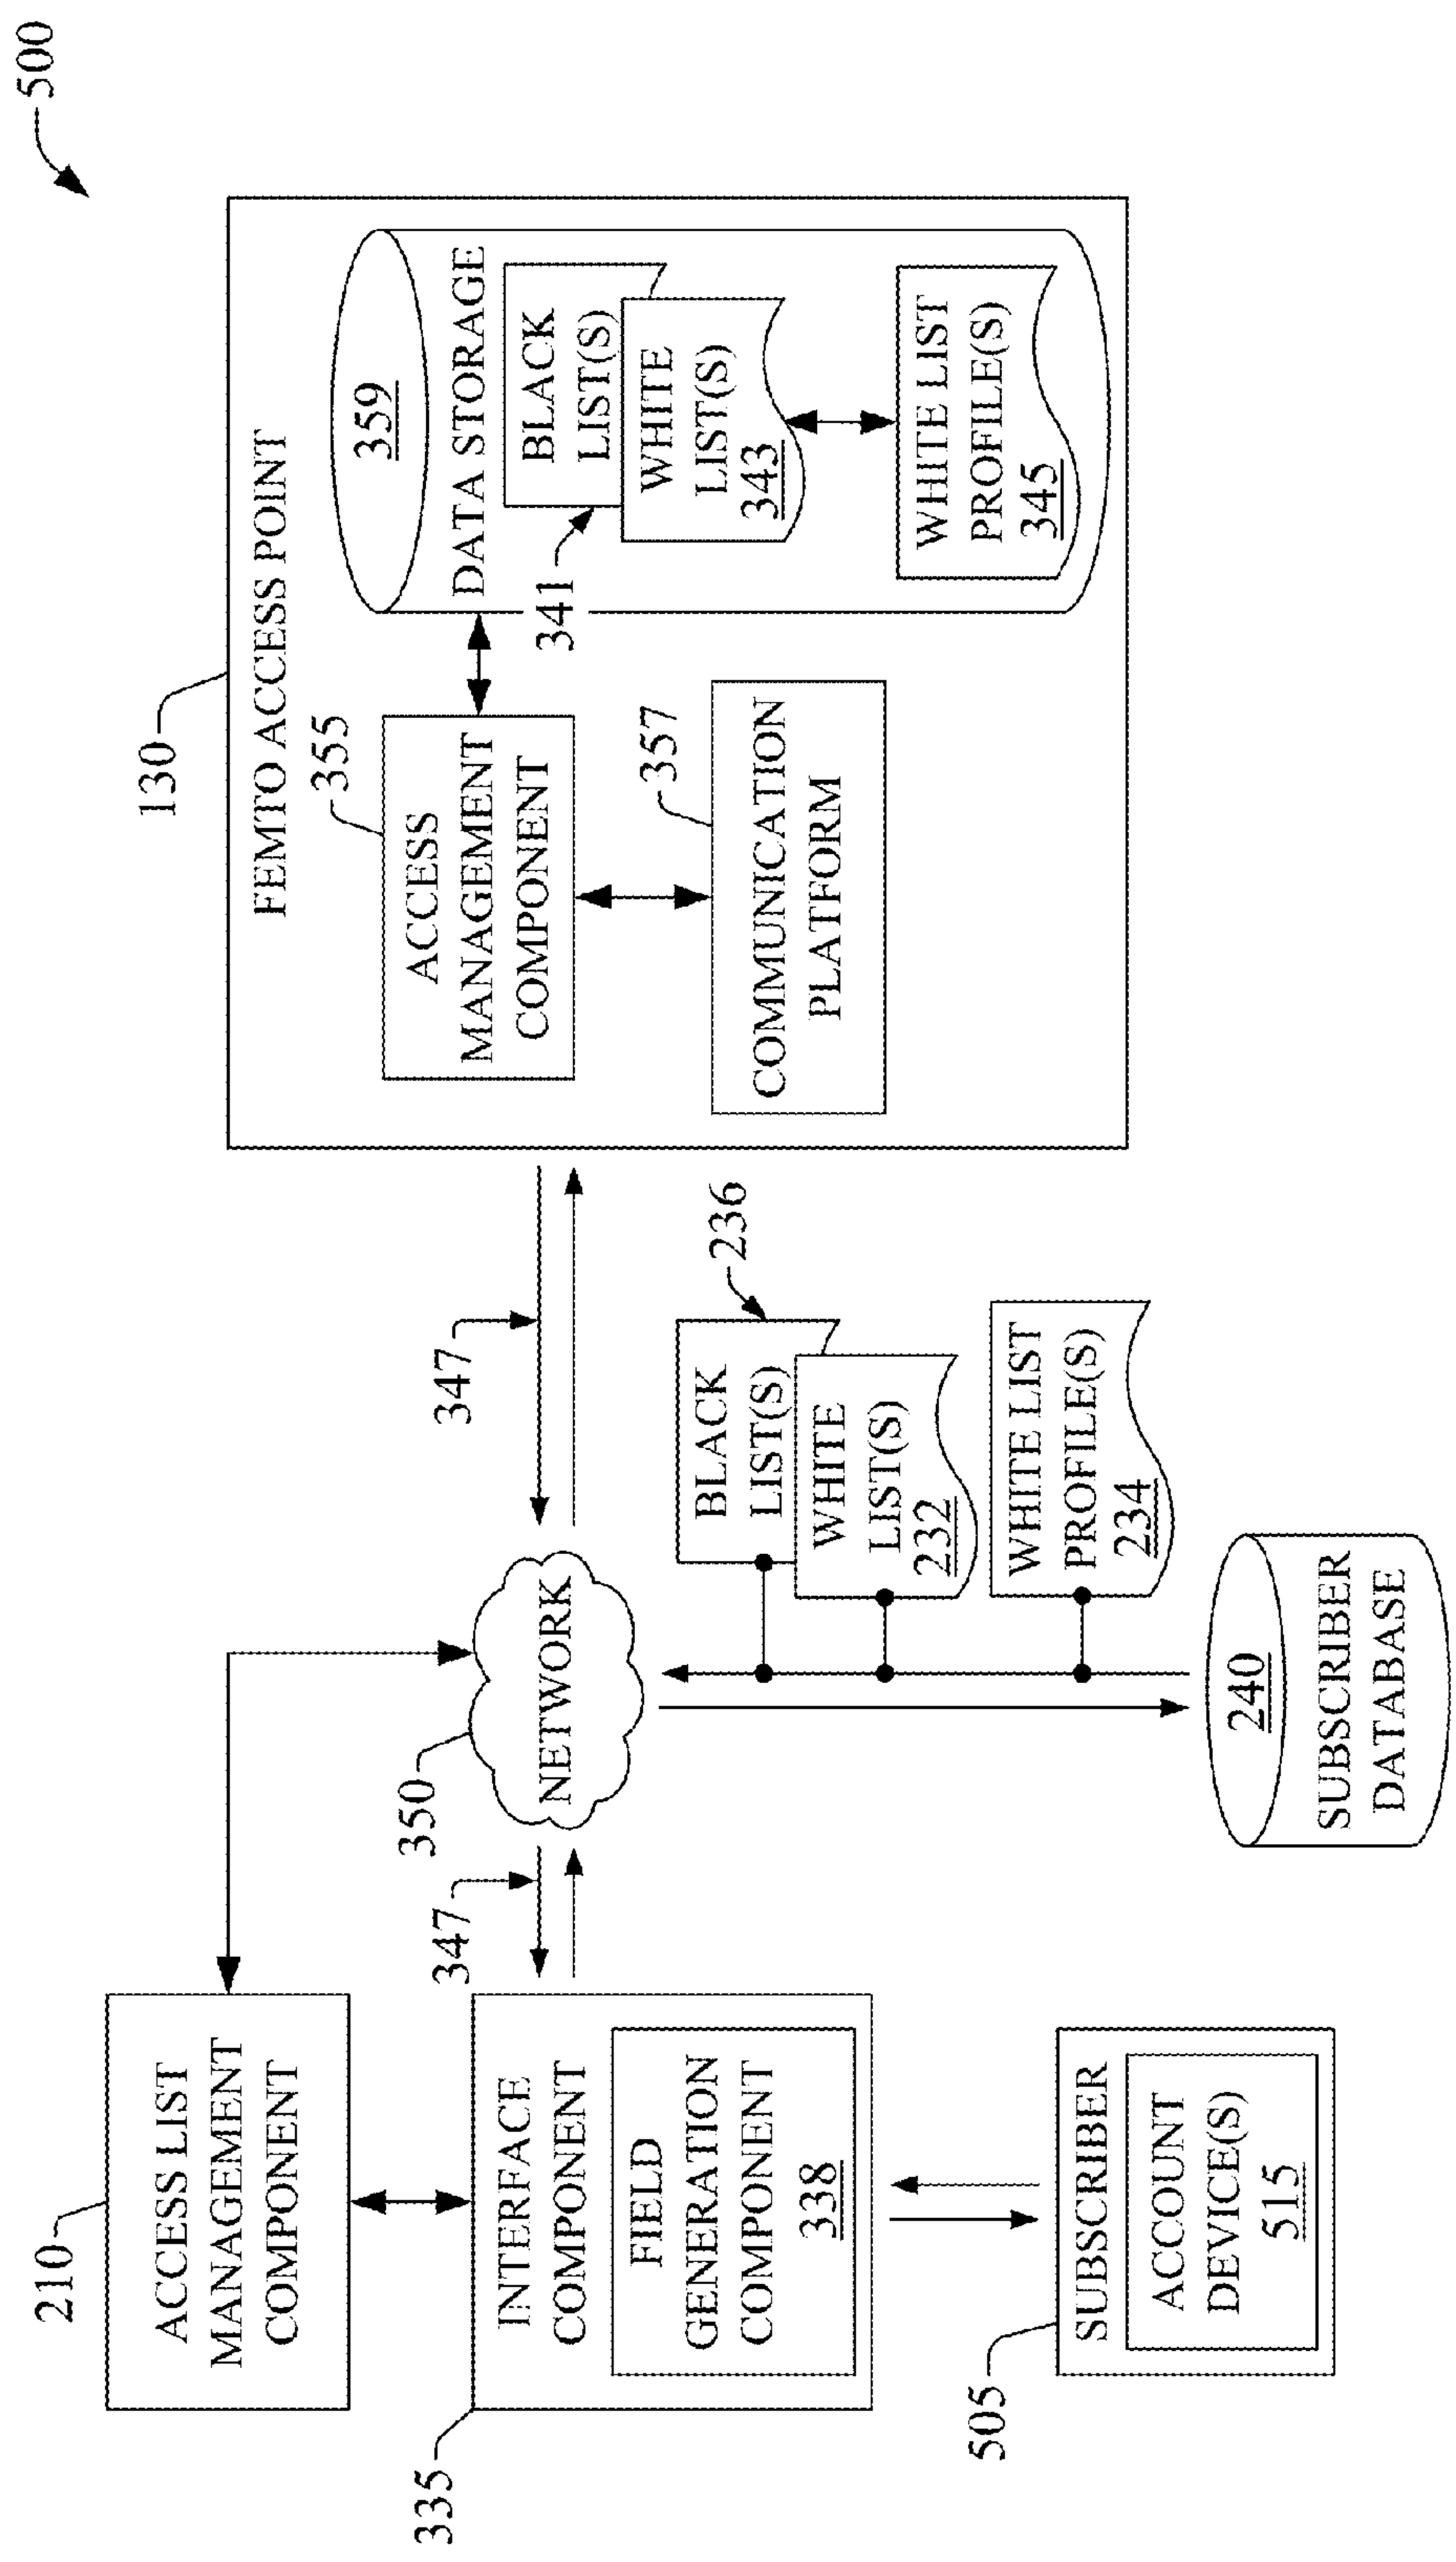 500
210
ACCESS LIST
MANAGEMENT
COMPONENT
335
INTERFACE
COMPONENT
FIELD
GENERATION
COMPONENT
338
505
SUBSCRIBER
ACCOUNT
DEVICE(S)
515
347
350
NETWORK
347
236
BLACK
LIST(S)
WHITE
LIST(S)
232
WHITE LIST
PROFILE(S)
234
240
SUBSCRIBER
DATABASE
130
FEMTO ACCESS POINT
355
ACCESS
MANAGEMENT
COMPONENT
357
COMMUNICATION
PLATFORM
359
DATA STORAGE
341
BLACK
LIST(S)
WHITE
LIST(S)
343
WHITE LIST
PROFILE(S)
345